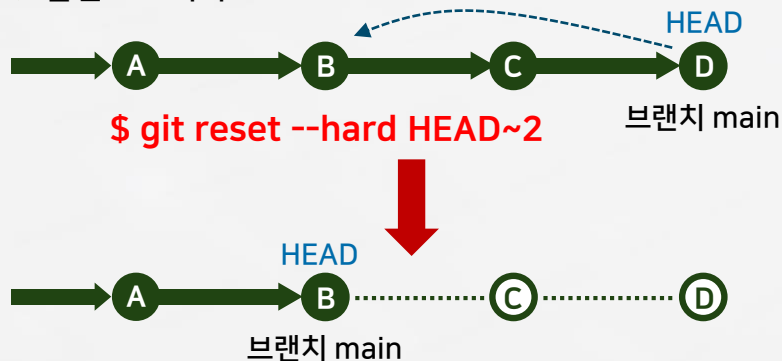 HEAD
A B C D
브랜치 main
$ git reset --hard HEAD~2
HEAD
A B C D
브랜치 main